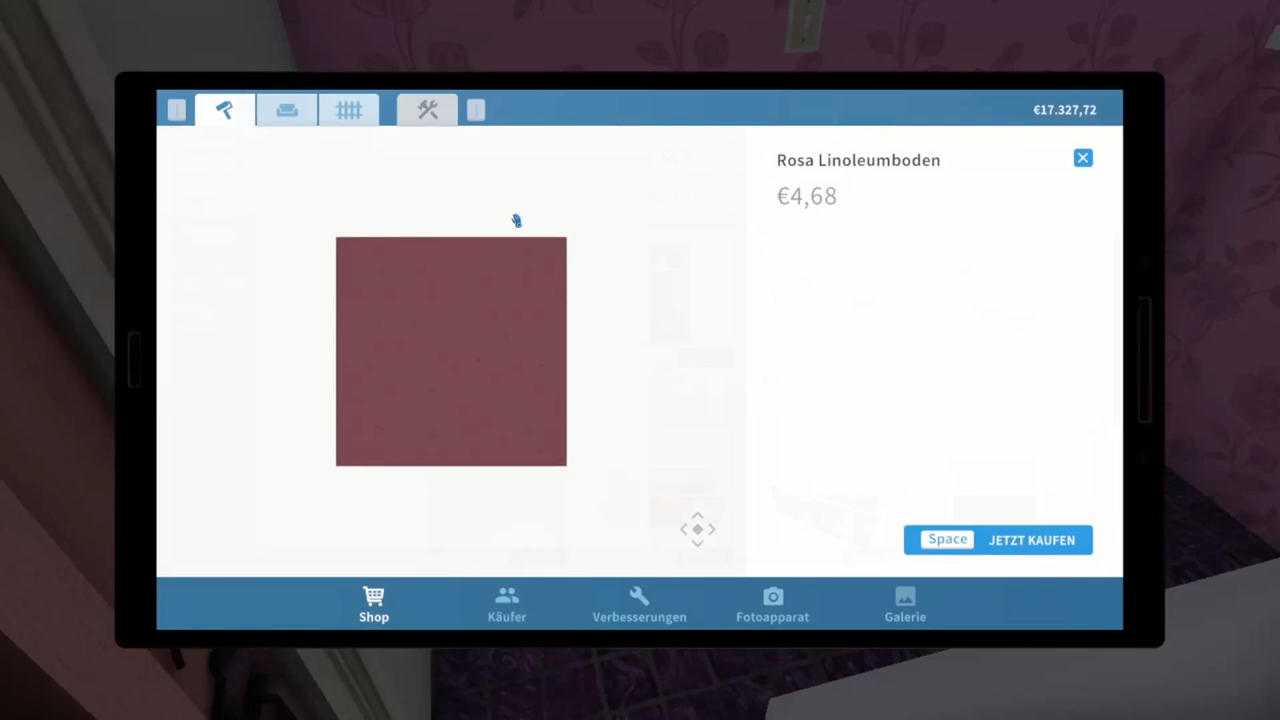 €17.327,72
Rosa Linoleumboden
€4,68
Space JETZT KAUFEN
Shop Käufer Verbesserungen Fotoapparat Galerie